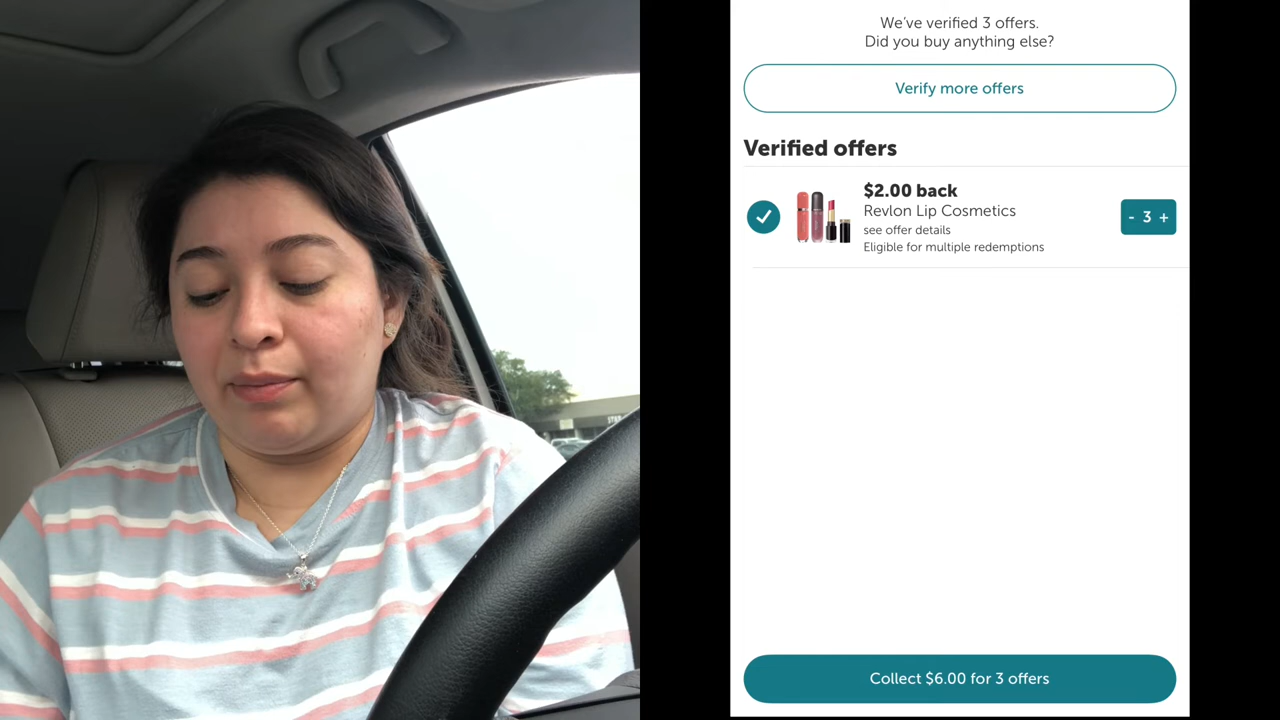 We've verified 3 offers.
Did you buy anything else?
Verify more offers
Verified offers
$2.00 back
Revlon Lip Cosmetics
see offer details
Eligible for multiple redemptions
- 3 +
Collect $6.00 for 3 offers